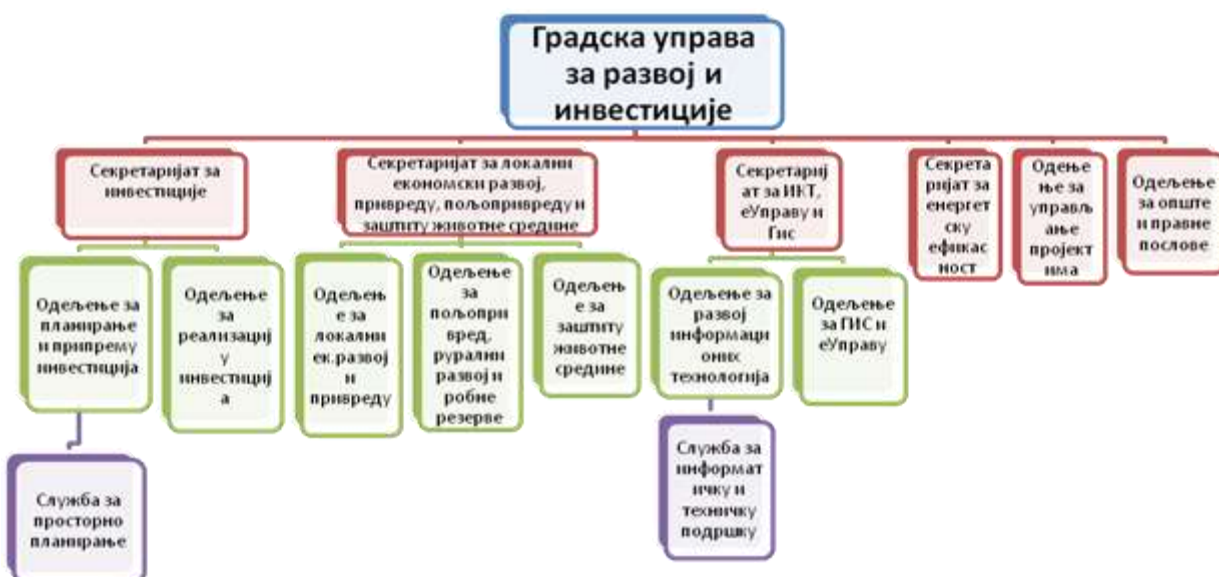 Градска управа
за развој и
инвестиције
Секретаријат за
инвестиције
Секретаријат за локални
економски развој,
привреду, пољопривреду и
заштиту животне средине
Секретариј
ат за ИКТ,
еУправу и
Гис
Секрета
ријат за
енергет
ску
ефикас
ност
Одење
ње за
управљ
ање
пројект
има
Одељење
за опште
и правне
послове
Одељење за
планирање
и припрему
инвестиција
Одељење
за
реализациј
у
инвестициј
а
Одељењ
е за
локални
ек.развој
и
привреду
Одељење
за
пољопри
вред,
рурални
развој и
робне
резерве
Одељењ
е за
заштиту
животне
средине
Одељење за
развој
информаци
оних
технологија
Одељење
за ГИС и
еУправу
Служба за
просторно
планирање
Служба за
информат
ичку и
техничку
подршку